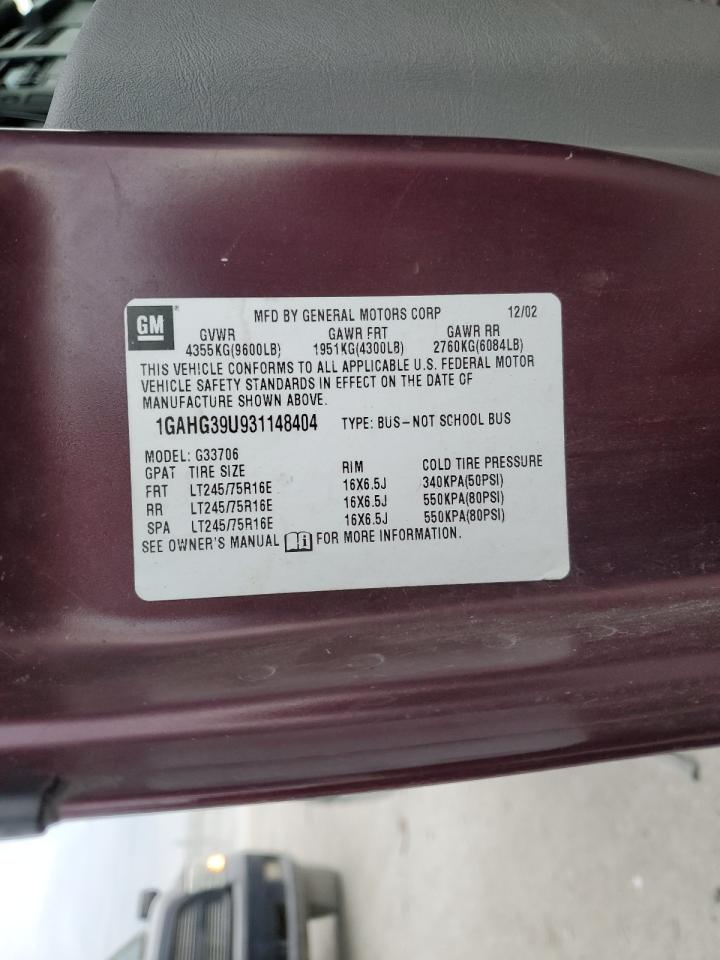 GM MFD BY GENERAL MOTORS CORP 12/02
GVWR GAWR FRT GAWR RR
4355KG(9600LB) 1951KG(4300LB) 2760KG(6084LB)
THIS VEHICLE CONFORMS TO ALL APPLICABLE U.S. FEDERAL MOTOR
VEHICLE SAFETY STANDARDS IN EFFECT ON THE DATE OF
MANUFACTURE SHOWN ABOVE.
1GAHG39U931148404 TYPE: BUS-NOT SCHOOL BUS
MODEL: G33706
GPAT TIRE SIZE RIM COLD TIRE PRESSURE
FRT LT245/75R16E 16X6.5J 340KPA(50PSI)
RR LT245/75R16E 16X6.5J 550KPA(80PSI)
SPA LT245/75R16E 16X6.5J 550KPA(80PSI)
SEE OWNER'S MANUAL i FOR MORE INFORMATION.